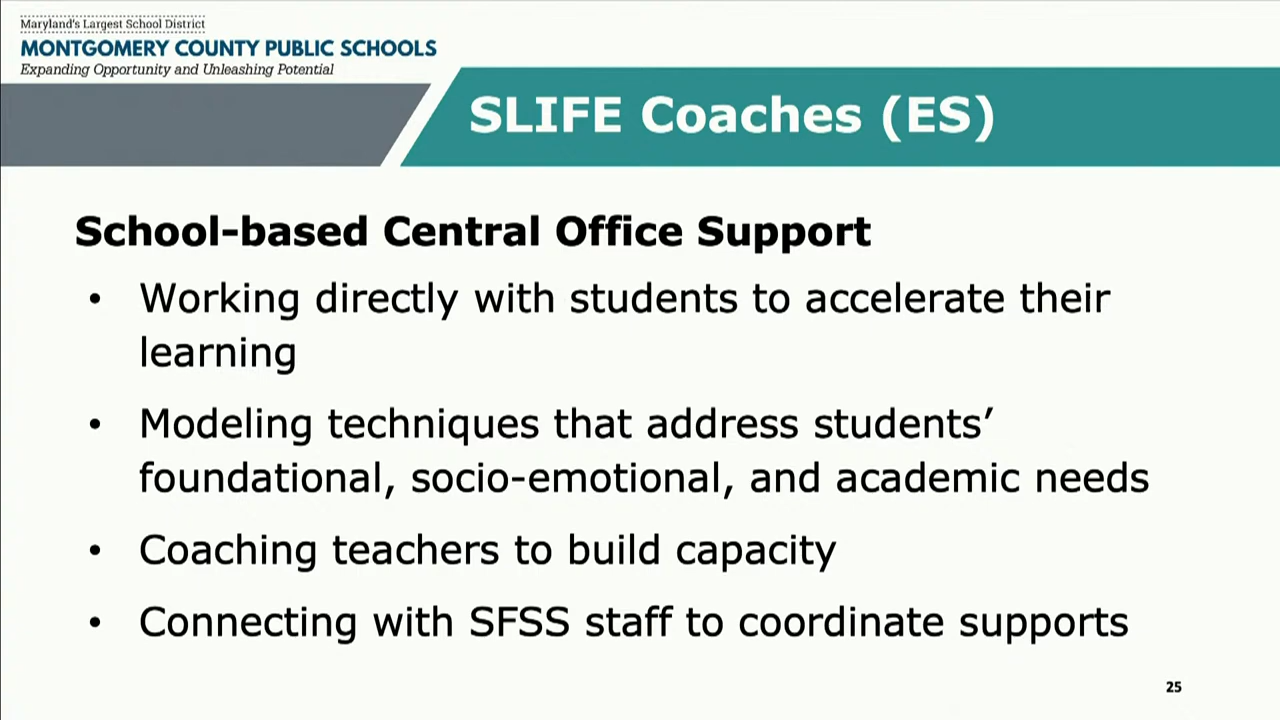 Maryland's Largest School District
MONTGOMERY COUNTY PUBLIC SCHOOLS
Expanding Opportunity and Unleashing Potential
SLIFE Coaches (ES)
School-based Central Office Support
• Working directly with students to accelerate their
learning
• Modeling techniques that address students’
foundational, socio-emotional, and academic needs
• Coaching teachers to build capacity
• Connecting with SFSS staff to coordinate supports
25